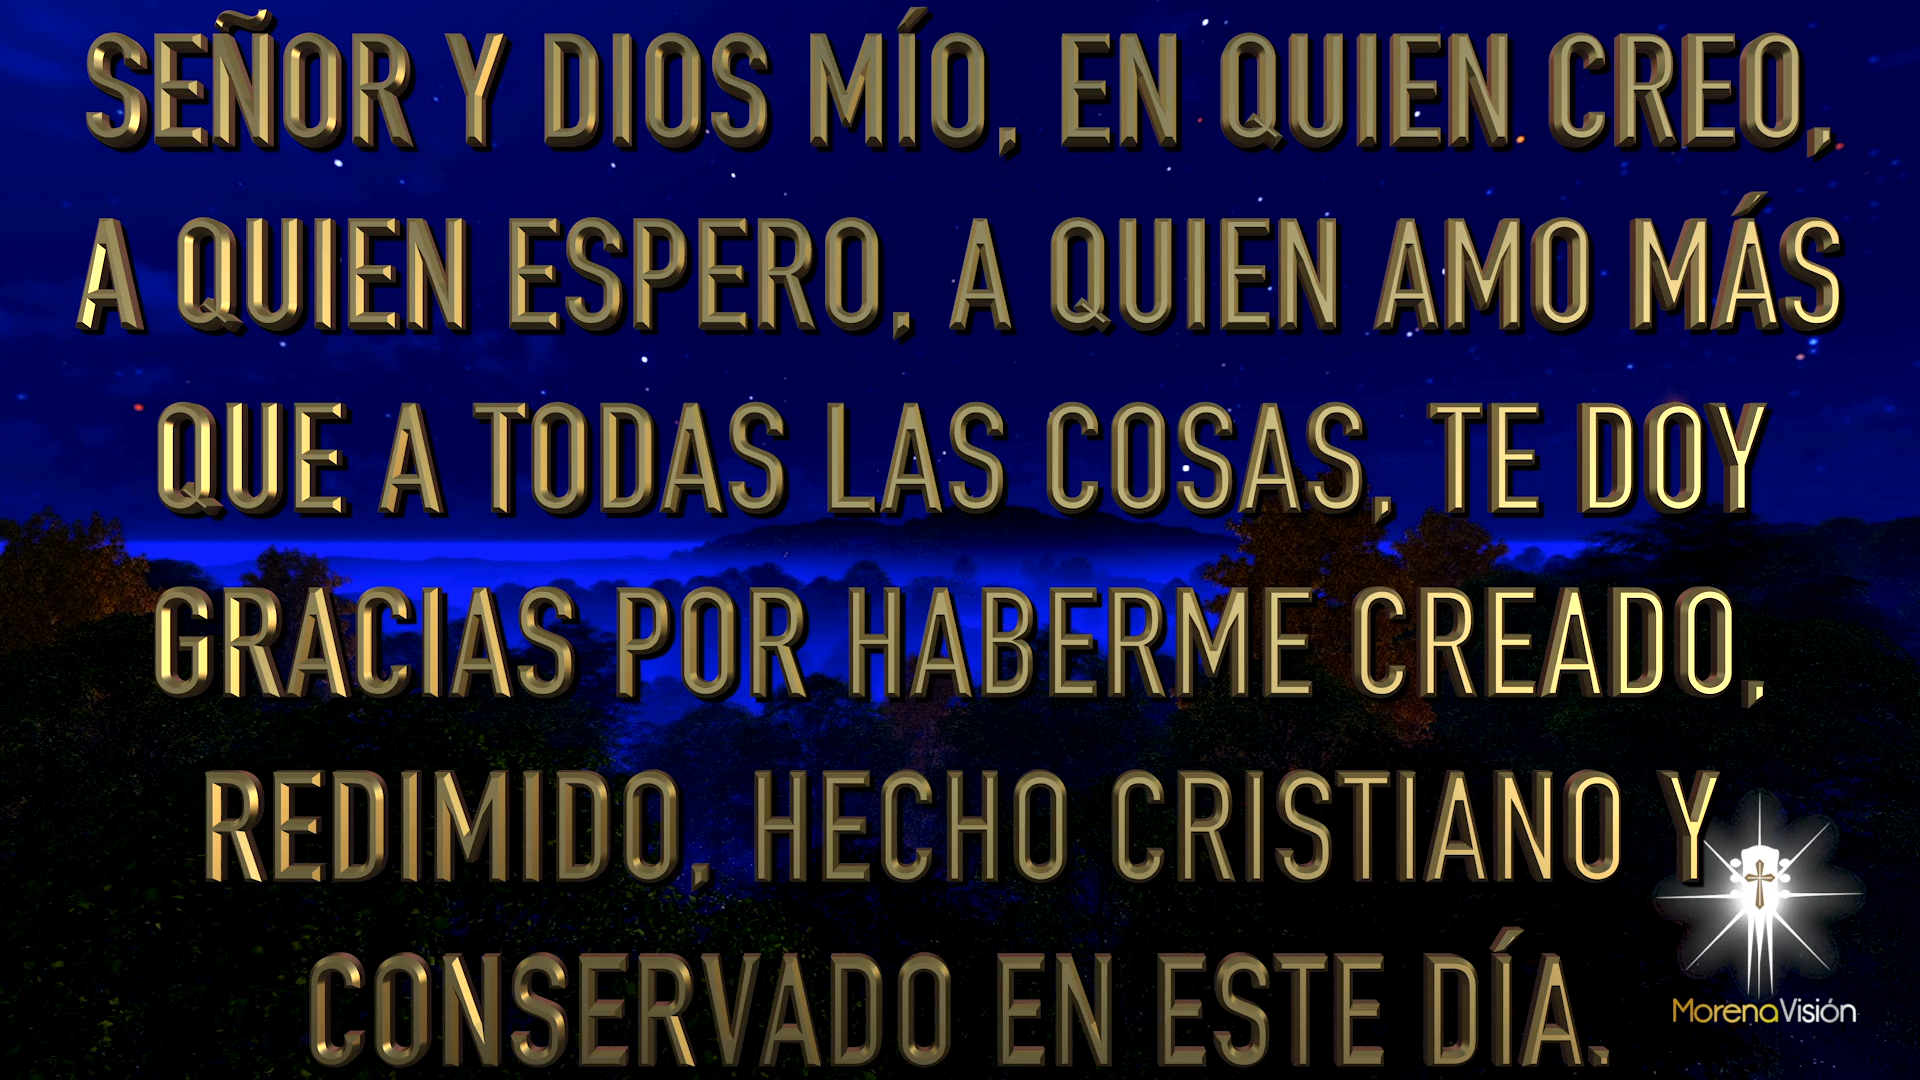 SEÑOR Y DIOS MÍO, EN QUIEN CREO,
A QUIEN ESPERO, A QUIEN AMO MÁS
QUE A TODAS LAS COSAS, TE DOY
GRACIAS POR HABERME CREADO,
REDIMIDO, HECHO CRISTIANO Y
CONSERVADO EN ESTE DÍA.
MorenaVisión